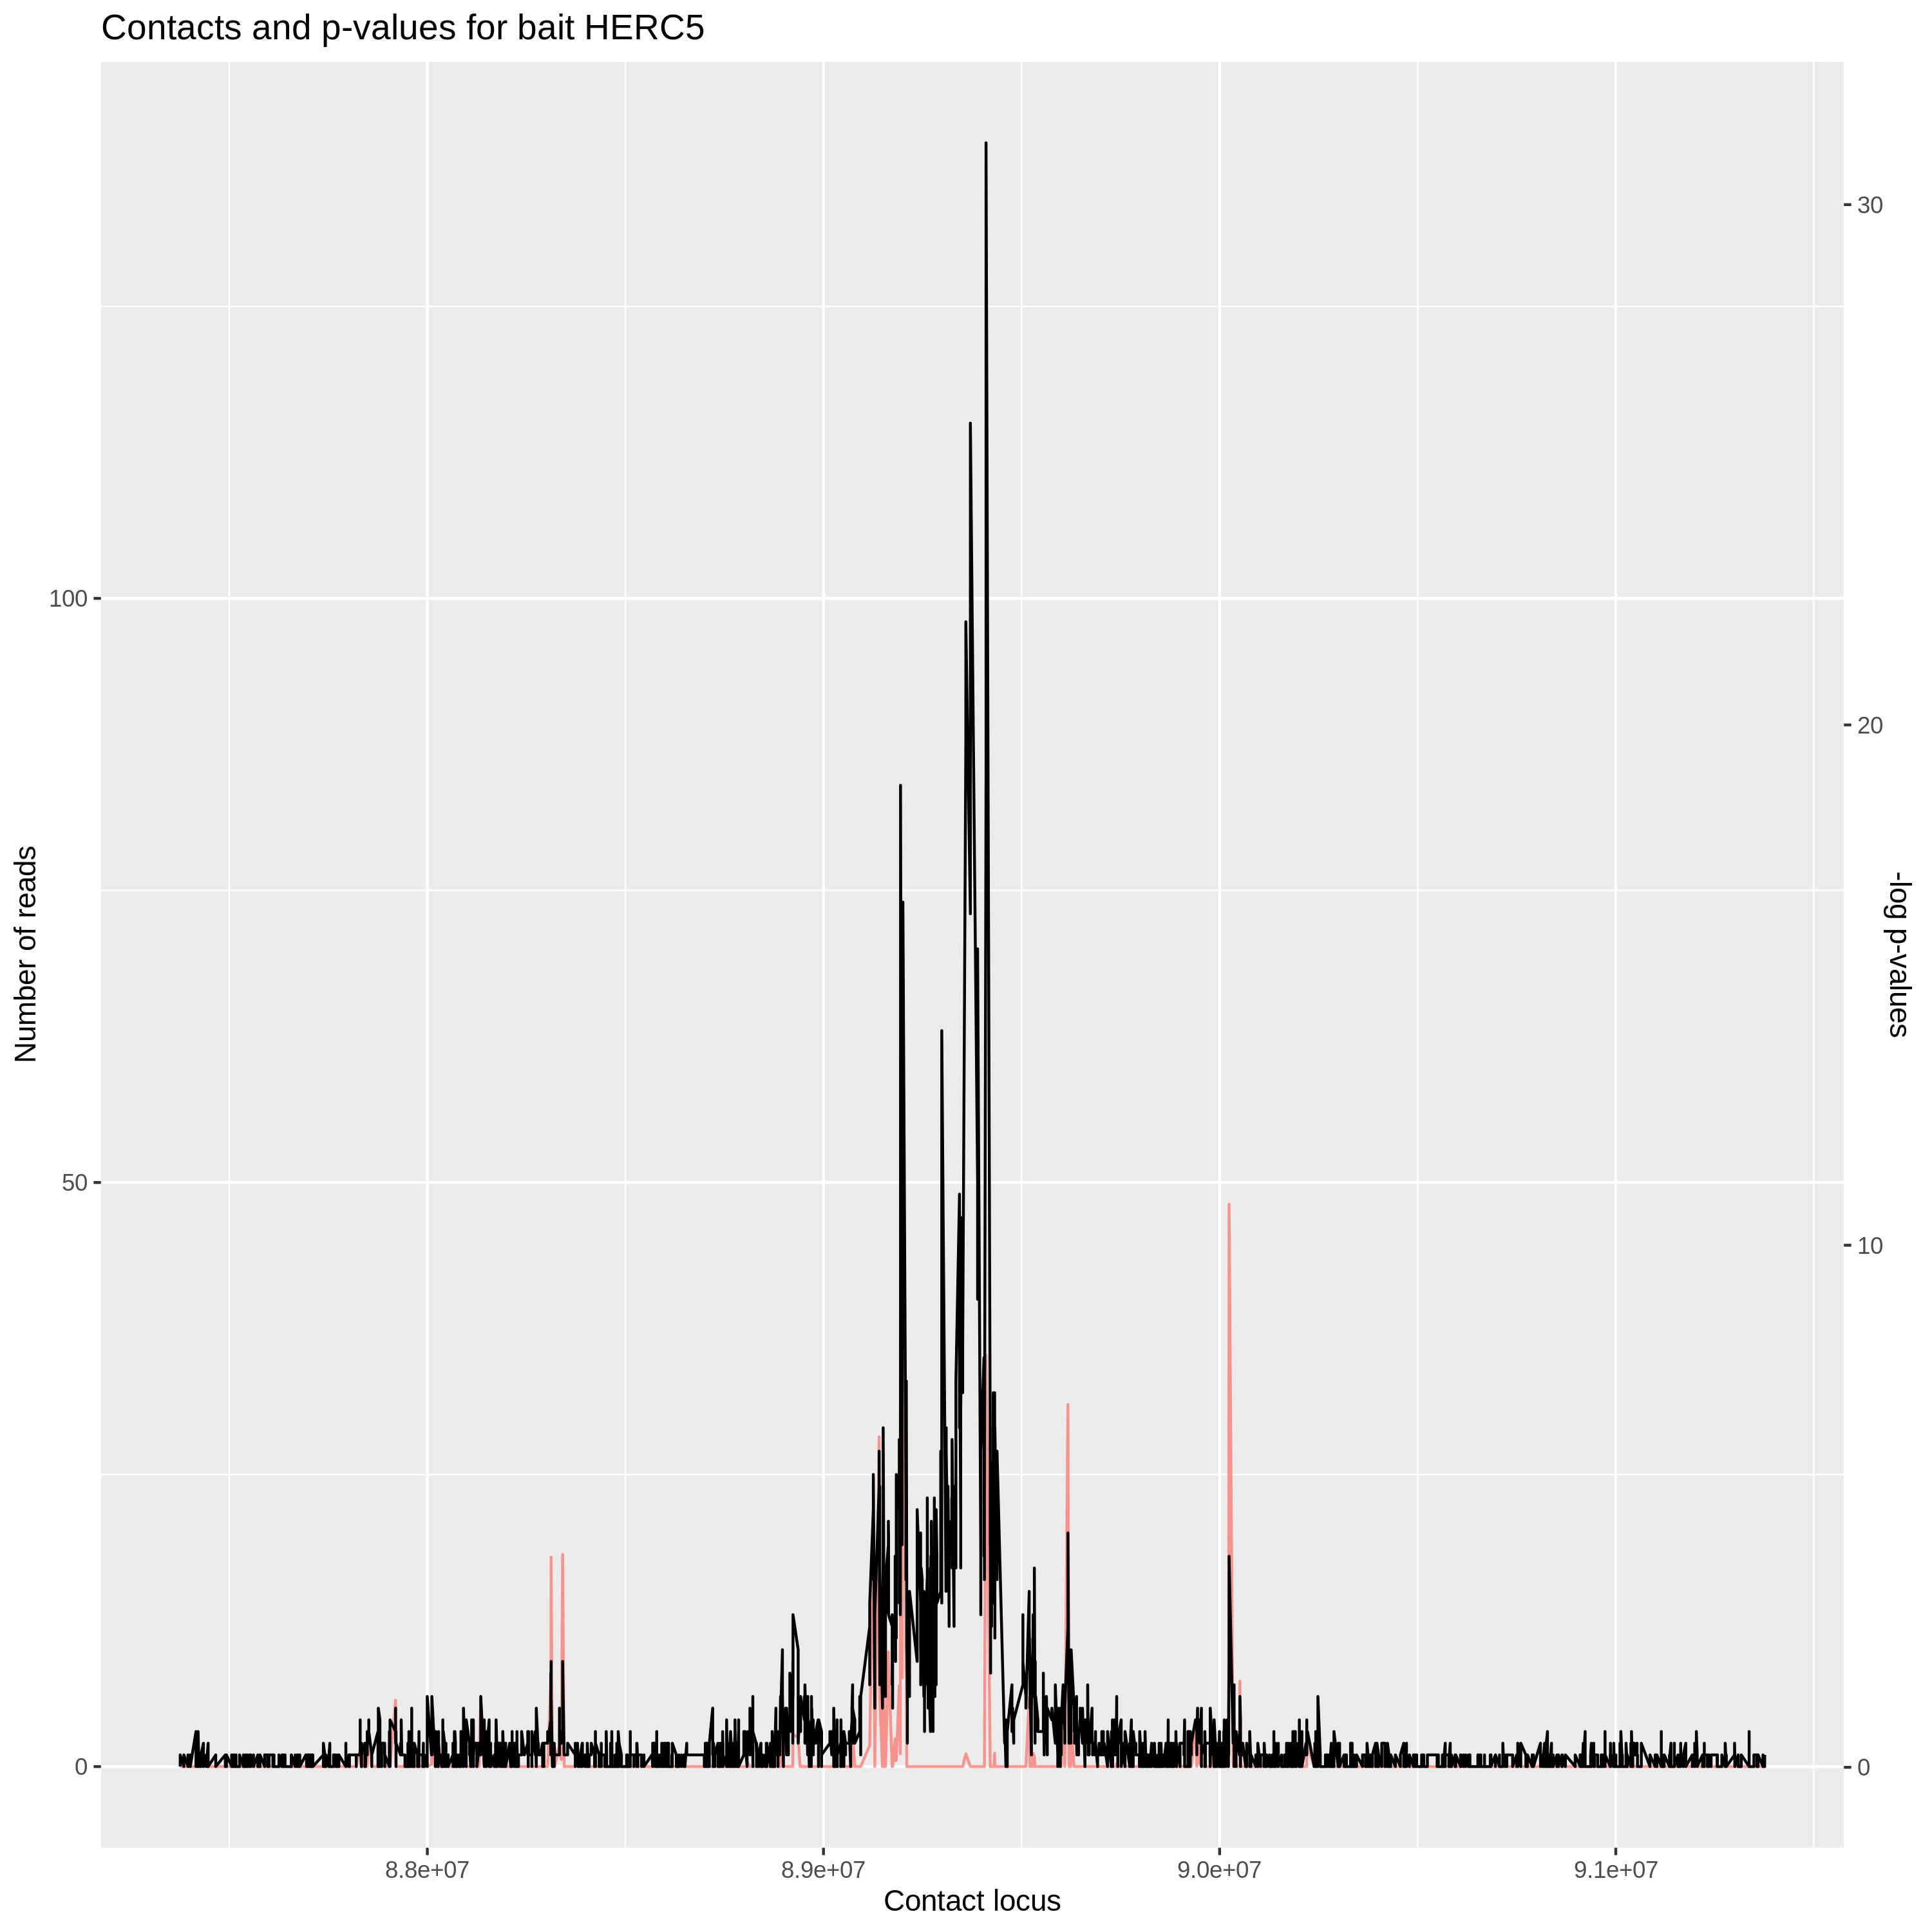 Contacts and p-values for bait HERC5
30
100
20
Number of reads
-log p-values
50
10
0
0
8.8e+07
8.9e+07
9.0e+07
9.1e+07
Contact locus